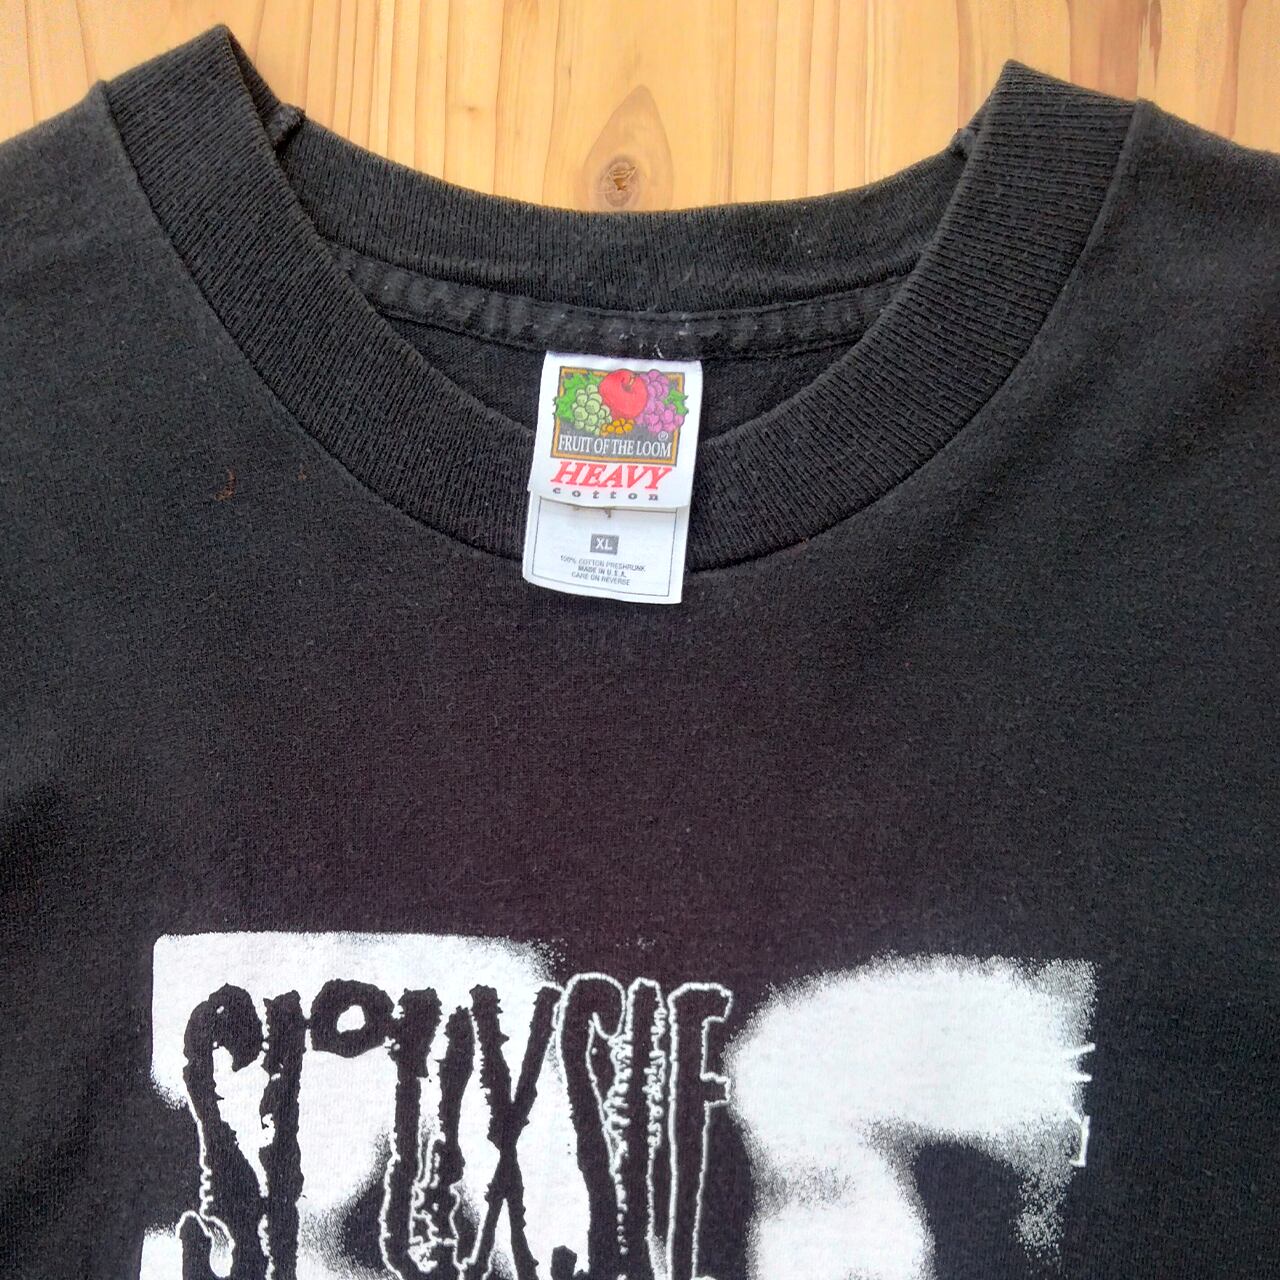 FRUIT OF THE LOOM®
HEAVY
cotton
XL
100% COTTON PRESHRUNK
MADE IN U.S.A.
CARE ON REVERSE
SIOUXSIE